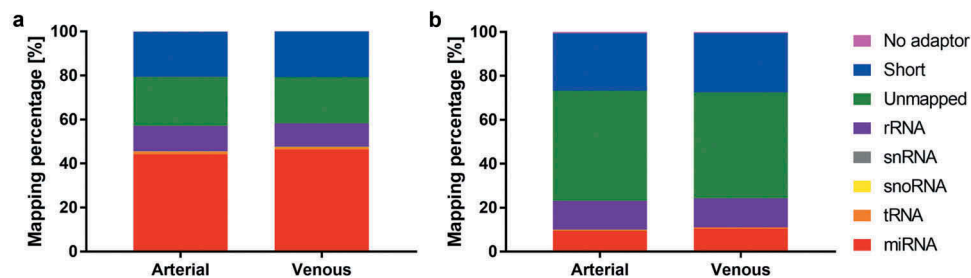 a
Mapping percentage [%]
100
80
60
40
20
0
Arterial Venous
b
Mapping percentage [%]
100
80
60
40
20
0
Arterial Venous
No adaptor
Short
Unmapped
rRNA
snRNA
snoRNA
tRNA
miRNA